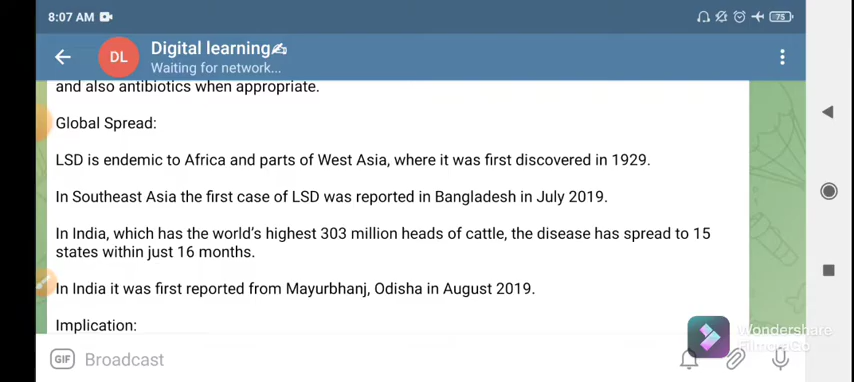 8:07 AM
75
DL
Digital learning✍
Waiting for network...
and also antibiotics when appropriate.
Global Spread:
LSD is endemic to Africa and parts of West Asia, where it was first discovered in 1929.
In Southeast Asia the first case of LSD was reported in Bangladesh in July 2019.
In India, which has the world's highest 303 million heads of cattle, the disease has spread to 15
states within just 16 months.
In India it was first reported from Mayurbhanj, Odisha in August 2019.
Implication:
Wondershare
FilmoraGo
GIF
Broadcast